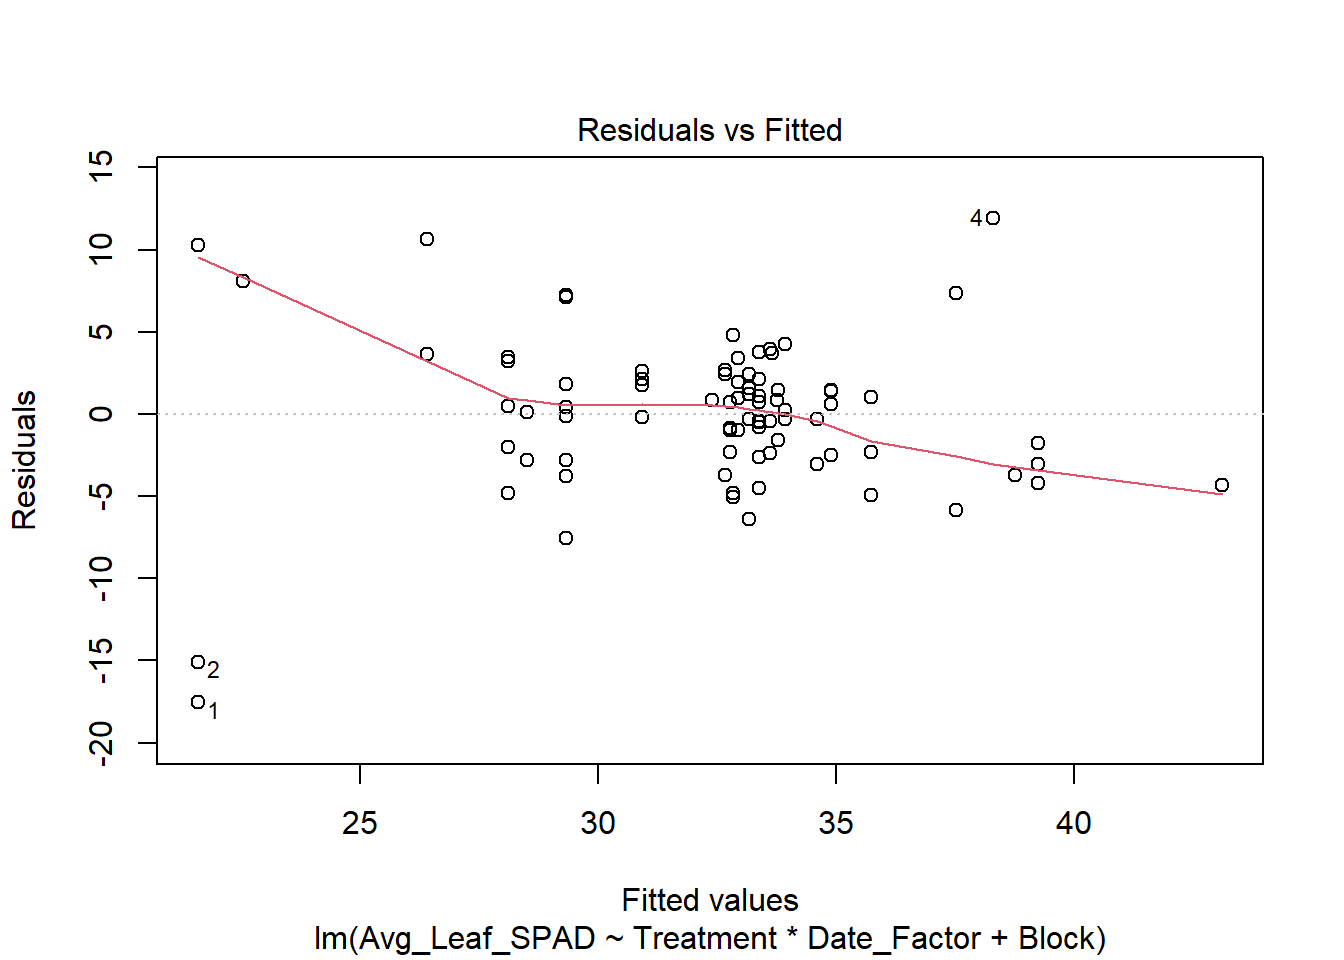 Residuals vs Fitted
Residuals
15
10
5
0
-5
-10
-15
-20
4
2
1
25 30 35 40
Fitted values
lm(Avg_Leaf_SPAD ~ Treatment * Date_Factor + Block)